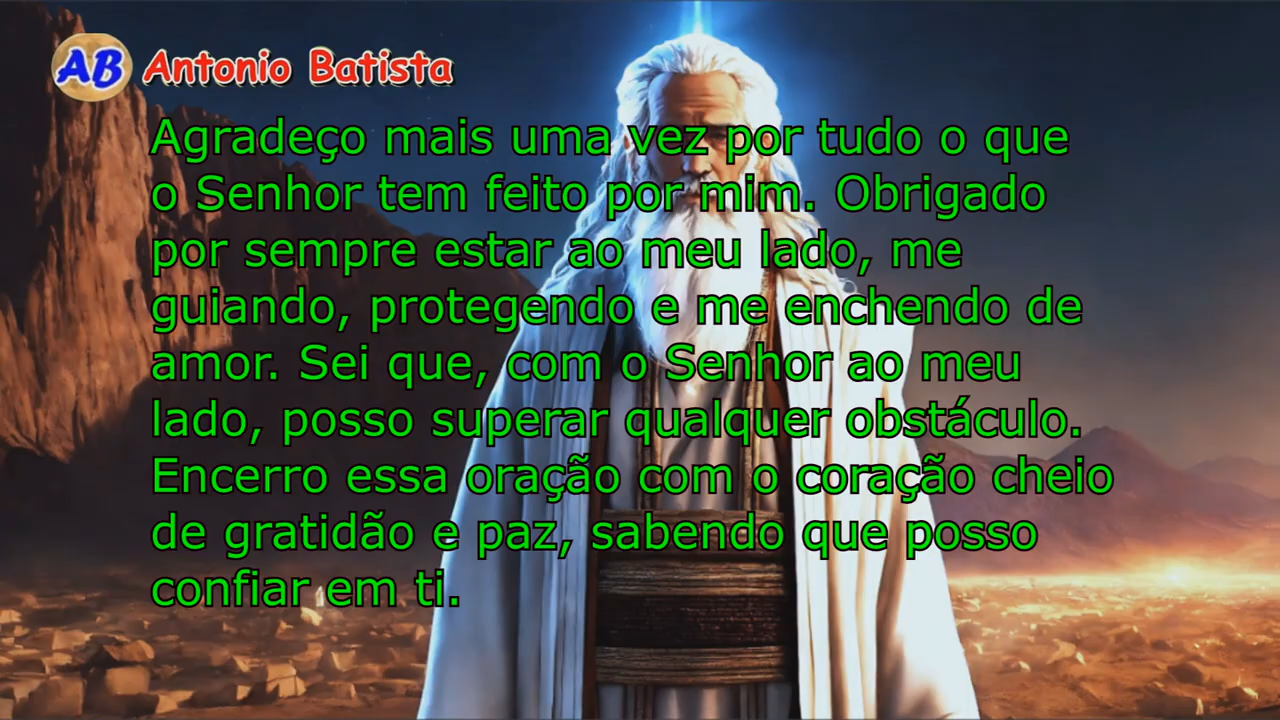 AB Antonio Batista
Agradeço mais uma vez por tudo o que
o Senhor tem feito por mim. Obrigado
por sempre estar ao meu lado, me
guiando, protegendo e me enchendo de
amor. Sei que, com o Senhor ao meu
lado, posso superar qualquer obstáculo.
Encerro essa oração com o coração cheio
de gratidão e paz, sabendo que posso
confiar em ti.